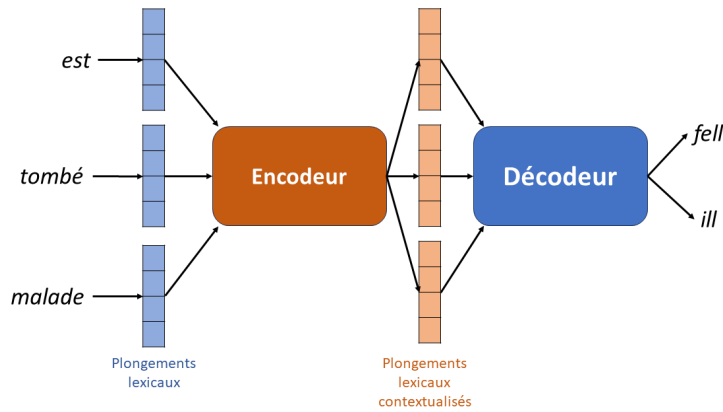 est
tombé
malade
Encodeur
Décodeur
fell
ill
Plongements
lexicaux
Plongements
lexicaux
contextualisés